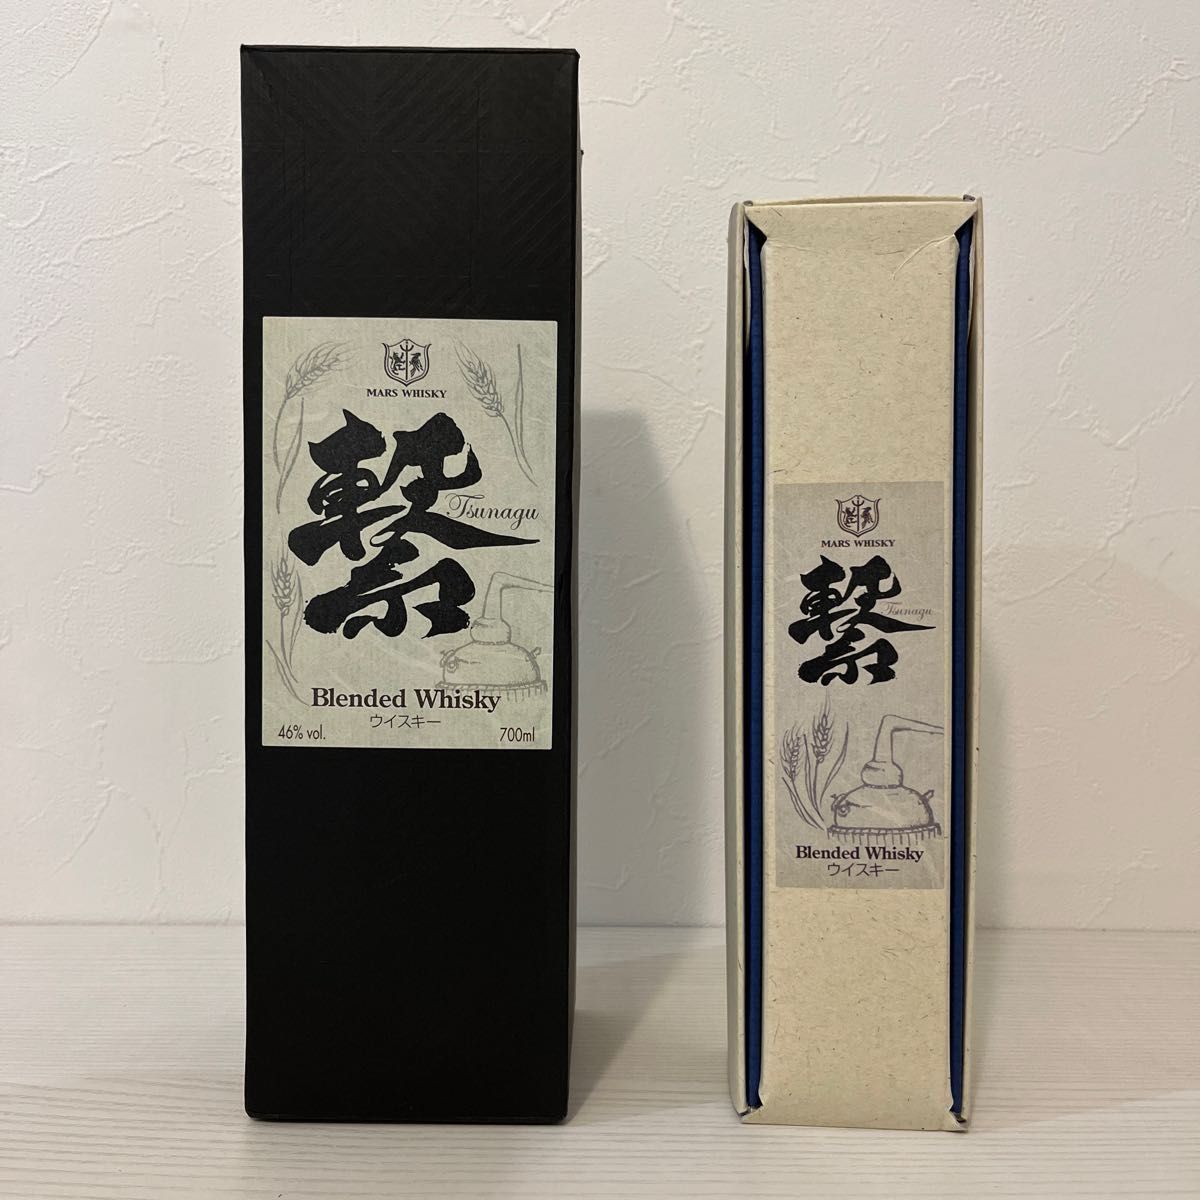 MARS WHISKY
繋
Tsunagu
Blended Whisky
ウイスキー
46% vol.
700ml
MARS WHISKY
繋
Tsunagu
Blended Whisky
ウイスキー